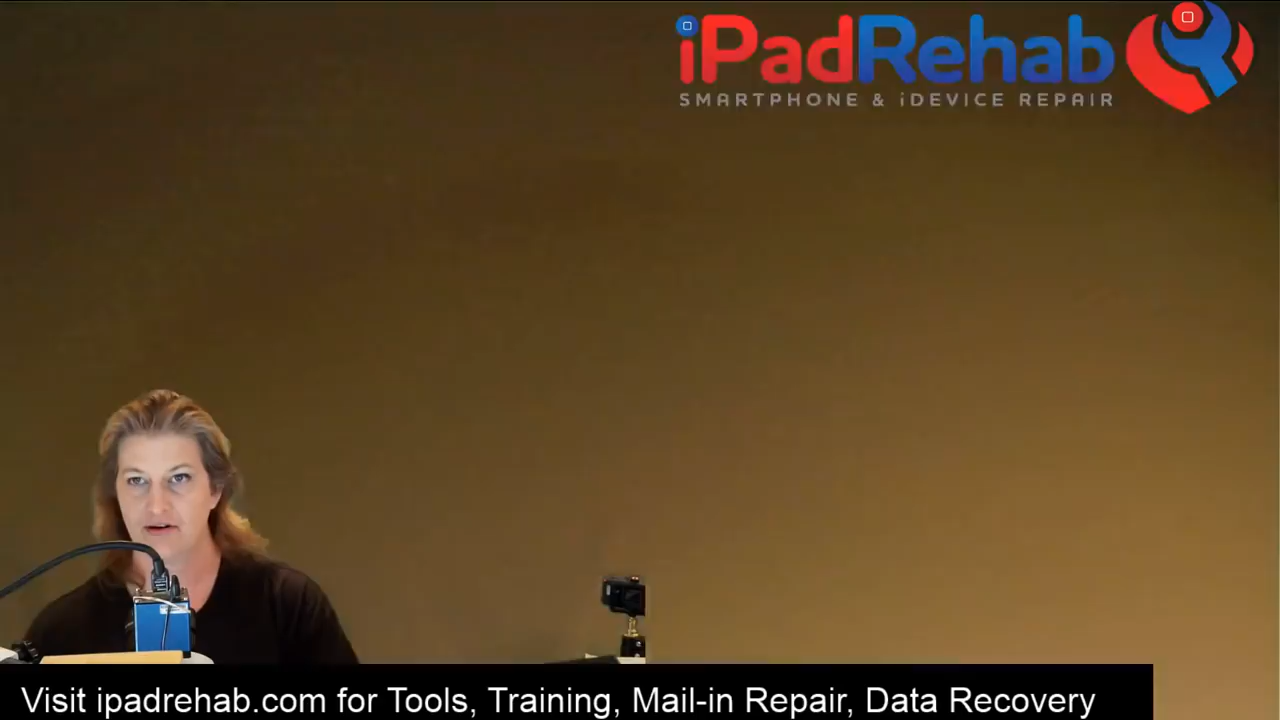 iPadRehab
SMARTPHONE & iDEVICE REPAIR
Visit ipadrehab.com for Tools, Training, Mail-in Repair, Data Recovery